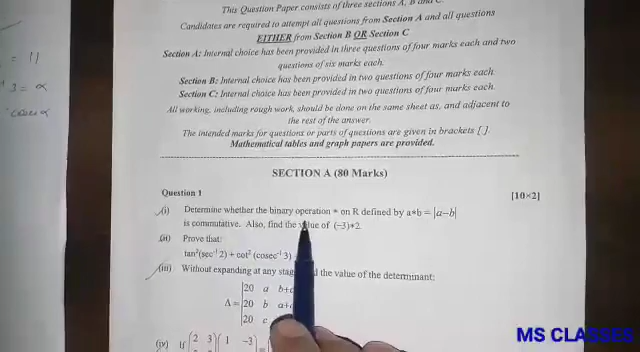 = 11
3 = α
cosec α
This Question Paper consists of three sections A, B and C.
Candidates are required to attempt all questions from Section A and all questions
EITHER from Section B OR Section C
Section A: Internal choice has been provided in three questions of four marks each and two
questions of six marks each.
Section B: Internal choice has been provided in two questions of four marks each
Section C: Internal choice has been provided in two questions of four marks each.
All working, including rough work, should be done on the same sheet as, and adjacent to
the rest of the answer.
The intended marks for questions or parts of questions are given in brackets [ ].
Mathematical tables and graph papers are provided.
SECTION A (80 Marks)
Question 1 [10×2]
(i) Determine whether the binary operation * on R defined by a*b = |a−b|
is commutative. Also, find the value of (−3)*2.
(ii) Prove that:
tan²(sec⁻¹ 2) + cot² (cosec⁻¹ 3)
(iii) Without expanding at any stage the value of the determinant:
|20 a b+c
Δ = |20 b a+c
|20 c
(iv) If (2 3) (1 −3) =
MS CLASSES